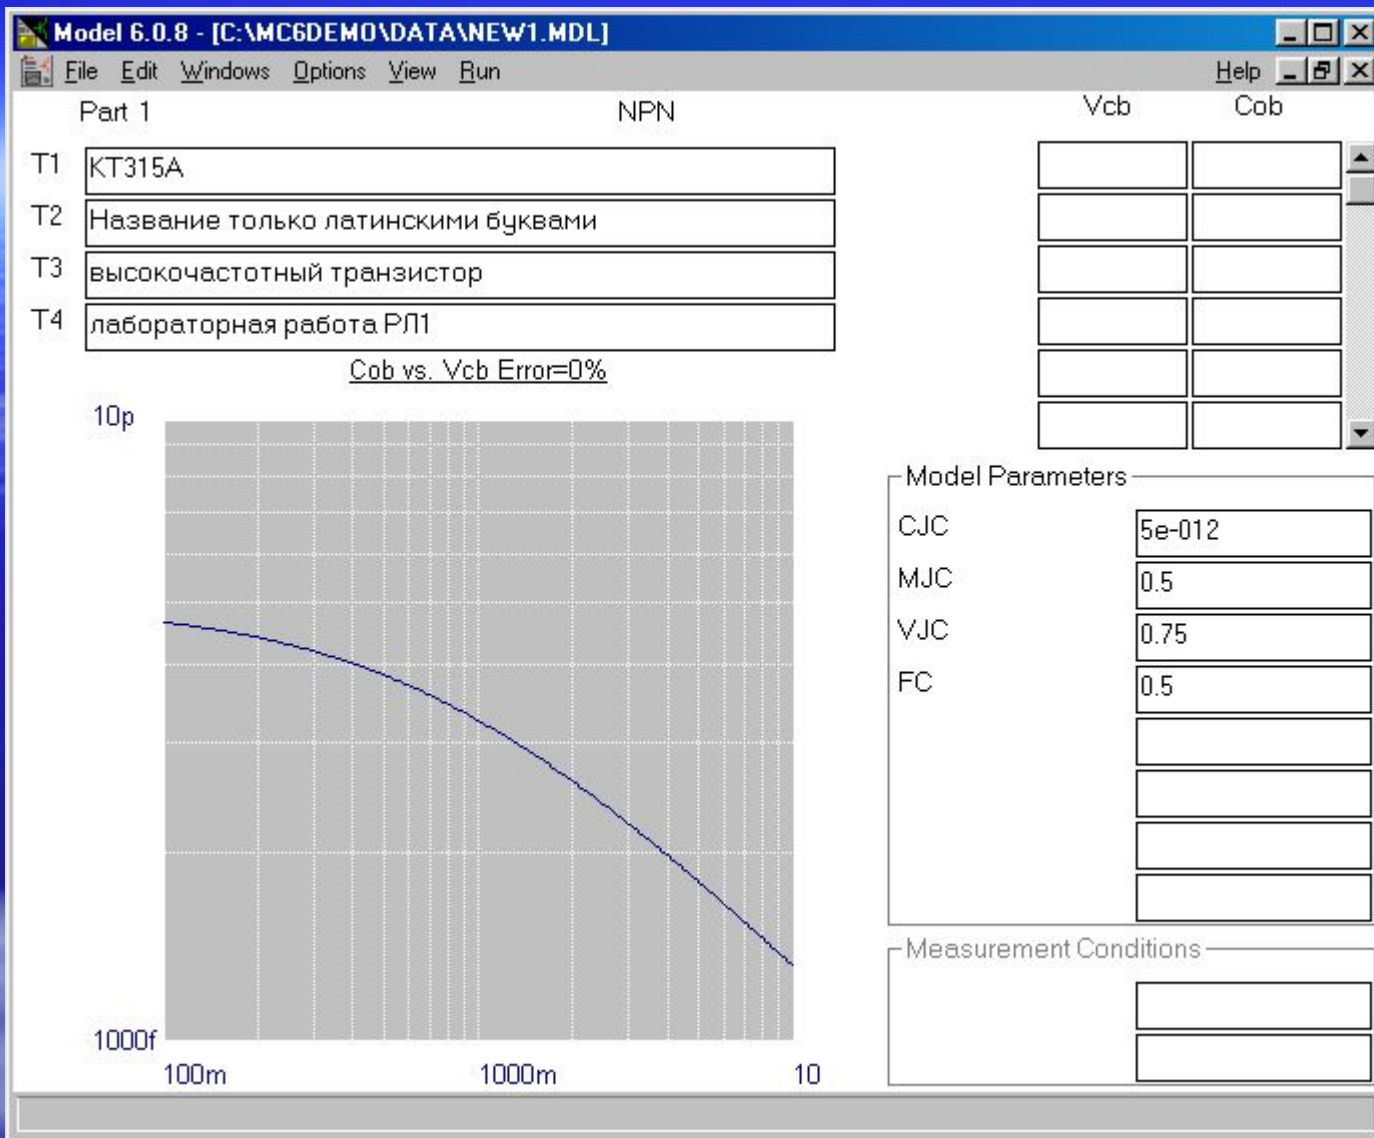 Model 6.0.8 - [C:\MC6DEMO\DATA\NEW1.MDL]
File Edit Windows Options View Run Help
Part 1 NPN Vcb Cob
T1 KT315A
T2 Название только латинскими буквами
T3 высокочастотный транзистор
T4 лабораторная работа РЛ1
Cob vs. Vcb Error=0%
10p
1000f
100m 1000m 10
Model Parameters
CJC 5e-012
MJC 0.5
VJC 0.75
FC 0.5
Measurement Conditions